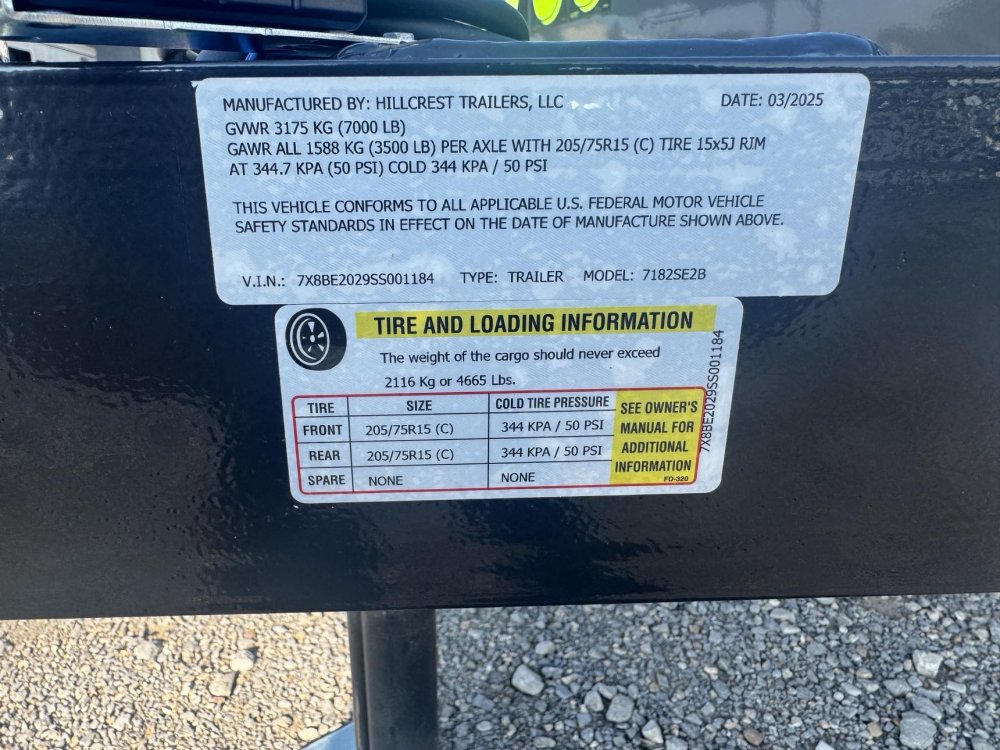 MANUFACTURED BY: HILLCREST TRAILERS, LLC DATE: 03/2025
GVWR 3175 KG (7000 LB)
GAWR ALL 1588 KG (3500 LB) PER AXLE WITH 205/75R15 (C) TIRE 15x5J RIM
AT 344.7 KPA (50 PSI) COLD 344 KPA / 50 PSI
THIS VEHICLE CONFORMS TO ALL APPLICABLE U.S. FEDERAL MOTOR VEHICLE
SAFETY STANDARDS IN EFFECT ON THE DATE OF MANUFACTURE SHOWN ABOVE.
V.I.N.: 7X8BE2029SS001184 TYPE: TRAILER MODEL: 7182SE2B
TIRE AND LOADING INFORMATION
The weight of the cargo should never exceed
2116 Kg or 4665 Lbs.
TIRE SIZE COLD TIRE PRESSURE
FRONT 205/75R15 (C) 344 KPA / 50 PSI
REAR 205/75R15 (C) 344 KPA / 50 PSI
SPARE NONE NONE
SEE OWNER'S
MANUAL FOR
ADDITIONAL
INFORMATION
FD-320
7X8BE2029SS001184